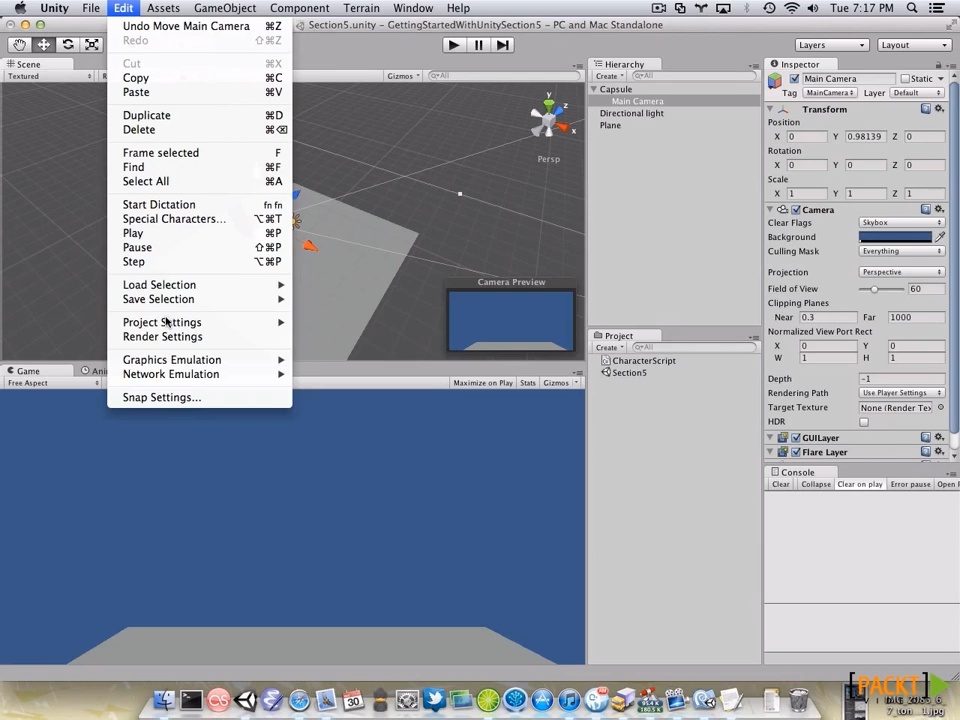 Unity File Edit Assets GameObject Component Terrain Window Help Tue 7:17 PM
Section5.unity – GettingStartedWithUnitySection5 – PC and Mac Standalone
Layers Layout
Undo Move Main Camera ⌘Z
Redo ⇧⌘Z
Cut ⌘X
Copy ⌘C
Paste ⌘V
Duplicate ⌘D
Delete ⌘⌫
Frame selected F
Find ⌘F
Select All ⌘A
Start Dictation fn fn
Special Characters... ⌥⌘T
Play ⌘P
Pause ⇧⌘P
Step ⌥⌘P
Load Selection
Save Selection
Project Settings
Render Settings
Graphics Emulation
Network Emulation
Snap Settings...
Scene
Textured
Gizmos All
y
z
x
Persp
Camera Preview
Game
Free Aspect Maximize on Play Stats Gizmos
Hierarchy
Create All
Capsule
Main Camera
Directional light
Plane
Project
Create All
CharacterScript
Section5
Inspector
Main Camera Static
Tag MainCamera Layer Default
Transform
Position
X 0 Y 0.98139 Z 0
Rotation
X 0 Y 0 Z 0
Scale
X 1 Y 1 Z 1
Camera
Clear Flags Skybox
Background
Culling Mask Everything
Projection Perspective
Field of View 60
Clipping Planes
Near 0.3 Far 1000
Normalized View Port Rect
X 0 Y 0
W 1 H 1
Depth -1
Rendering Path Use Player Settings
Target Texture None (Render Te
HDR
GUILayer
Flare Layer
Console
Clear Collapse Clear on play Error pause Open
30
PACKT